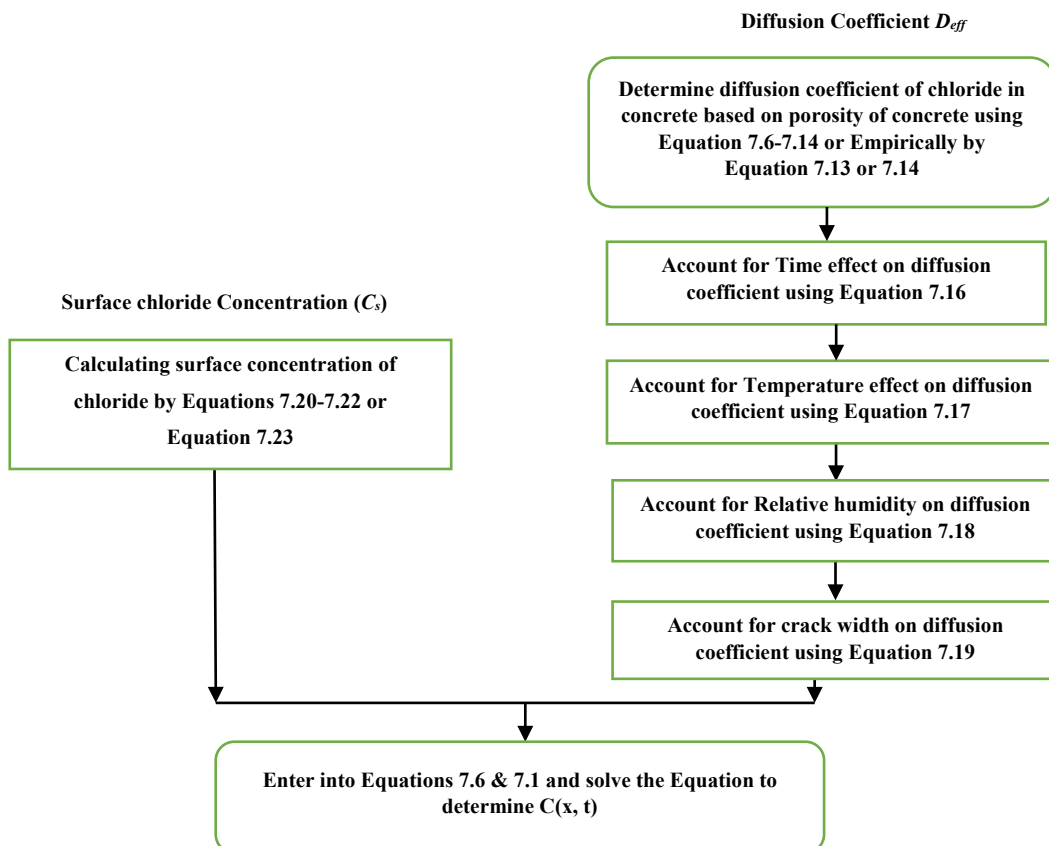 Diffusion Coefficient Deff
Determine diffusion coefficient of chloride in
concrete based on porosity of concrete using
Equation 7.6-7.14 or Empirically by
Equation 7.13 or 7.14
Account for Time effect on diffusion
coefficient using Equation 7.16
Surface chloride Concentration (Cs)
Calculating surface concentration of
chloride by Equations 7.20-7.22 or
Equation 7.23
Account for Temperature effect on diffusion
coefficient using Equation 7.17
Account for Relative humidity on diffusion
coefficient using Equation 7.18
Account for crack width on diffusion
coefficient using Equation 7.19
Enter into Equations 7.6 & 7.1 and solve the Equation to
determine C(x, t)